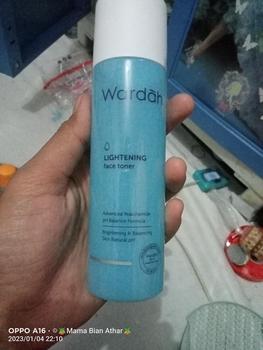 Wardah
LIGHTENING
face toner
Advanced Niacinamide
pH Balance Formula
Brightening & Balancing
Skin Natural pH
OPPO A16 · Mama Bian Athar
2023/01/04 22:10